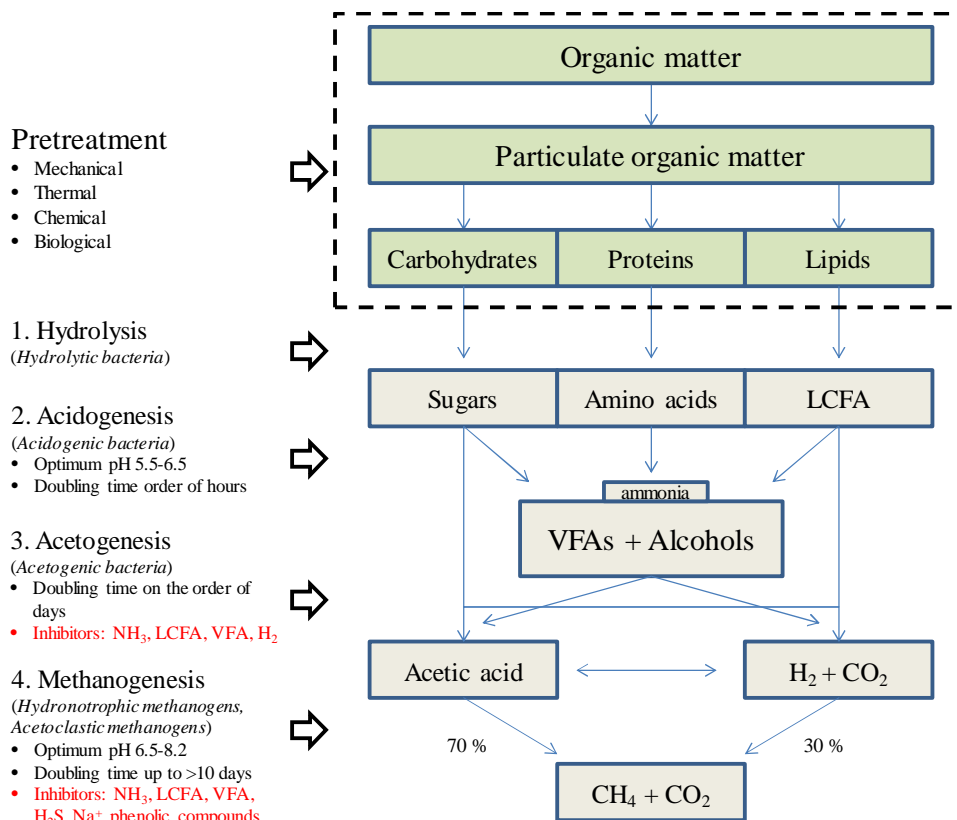 Organic matter
Pretreatment
• Mechanical
• Thermal
• Chemical
• Biological
Particulate organic matter
Carbohydrates
Proteins
Lipids
1. Hydrolysis
(Hydrolytic bacteria)
Sugars
Amino acids
LCFA
2. Acidogenesis
(Acidogenic bacteria)
• Optimum pH 5.5-6.5
• Doubling time order of hours
ammonia
VFAs + Alcohols
3. Acetogenesis
(Acetogenic bacteria)
• Doubling time on the order of
days
• Inhibitors: NH₃, LCFA, VFA, H₂
Acetic acid
H₂ + CO₂
4. Methanogenesis
(Hydronotrophic methanogens,
Acetoclastic methanogens)
• Optimum pH 6.5-8.2
• Doubling time up to >10 days
• Inhibitors: NH₃, LCFA, VFA,
H₂S, Na⁺ phenolic compounds
70 %
30 %
CH₄ + CO₂